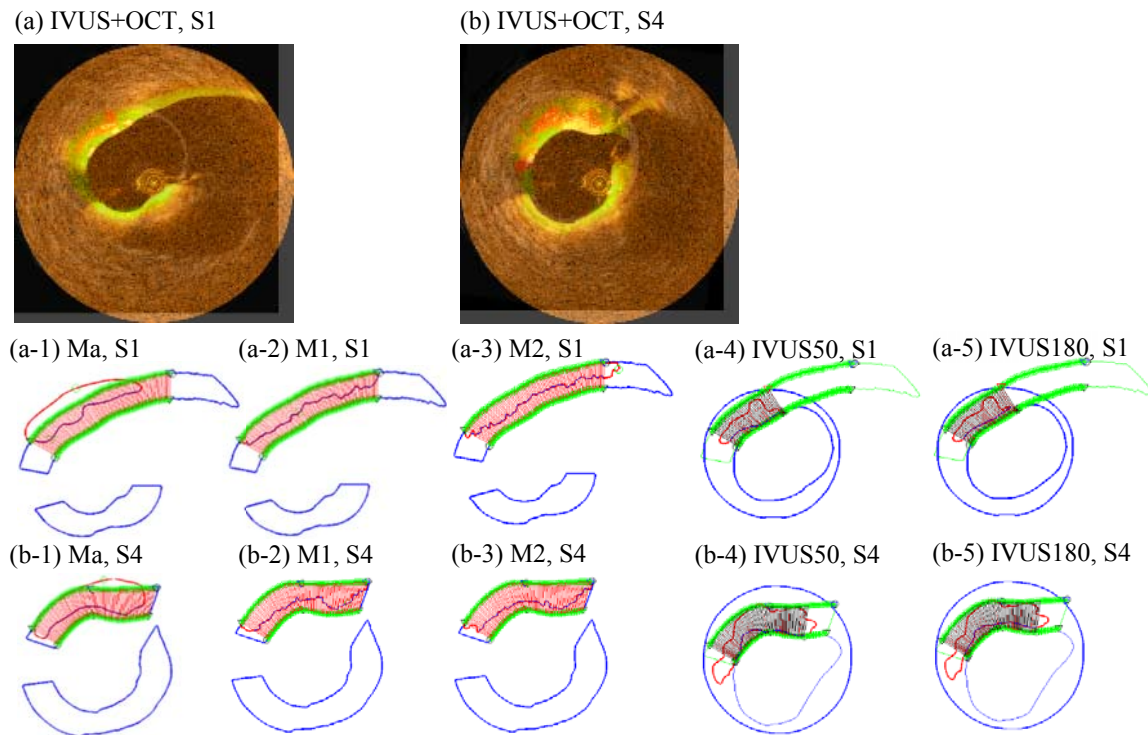 (a) IVUS+OCT, S1
(b) IVUS+OCT, S4
(a-1) Ma, S1
(a-2) M1, S1
(a-3) M2, S1
(a-4) IVUS50, S1
(a-5) IVUS180, S1
(b-1) Ma, S4
(b-2) M1, S4
(b-3) M2, S4
(b-4) IVUS50, S4
(b-5) IVUS180, S4